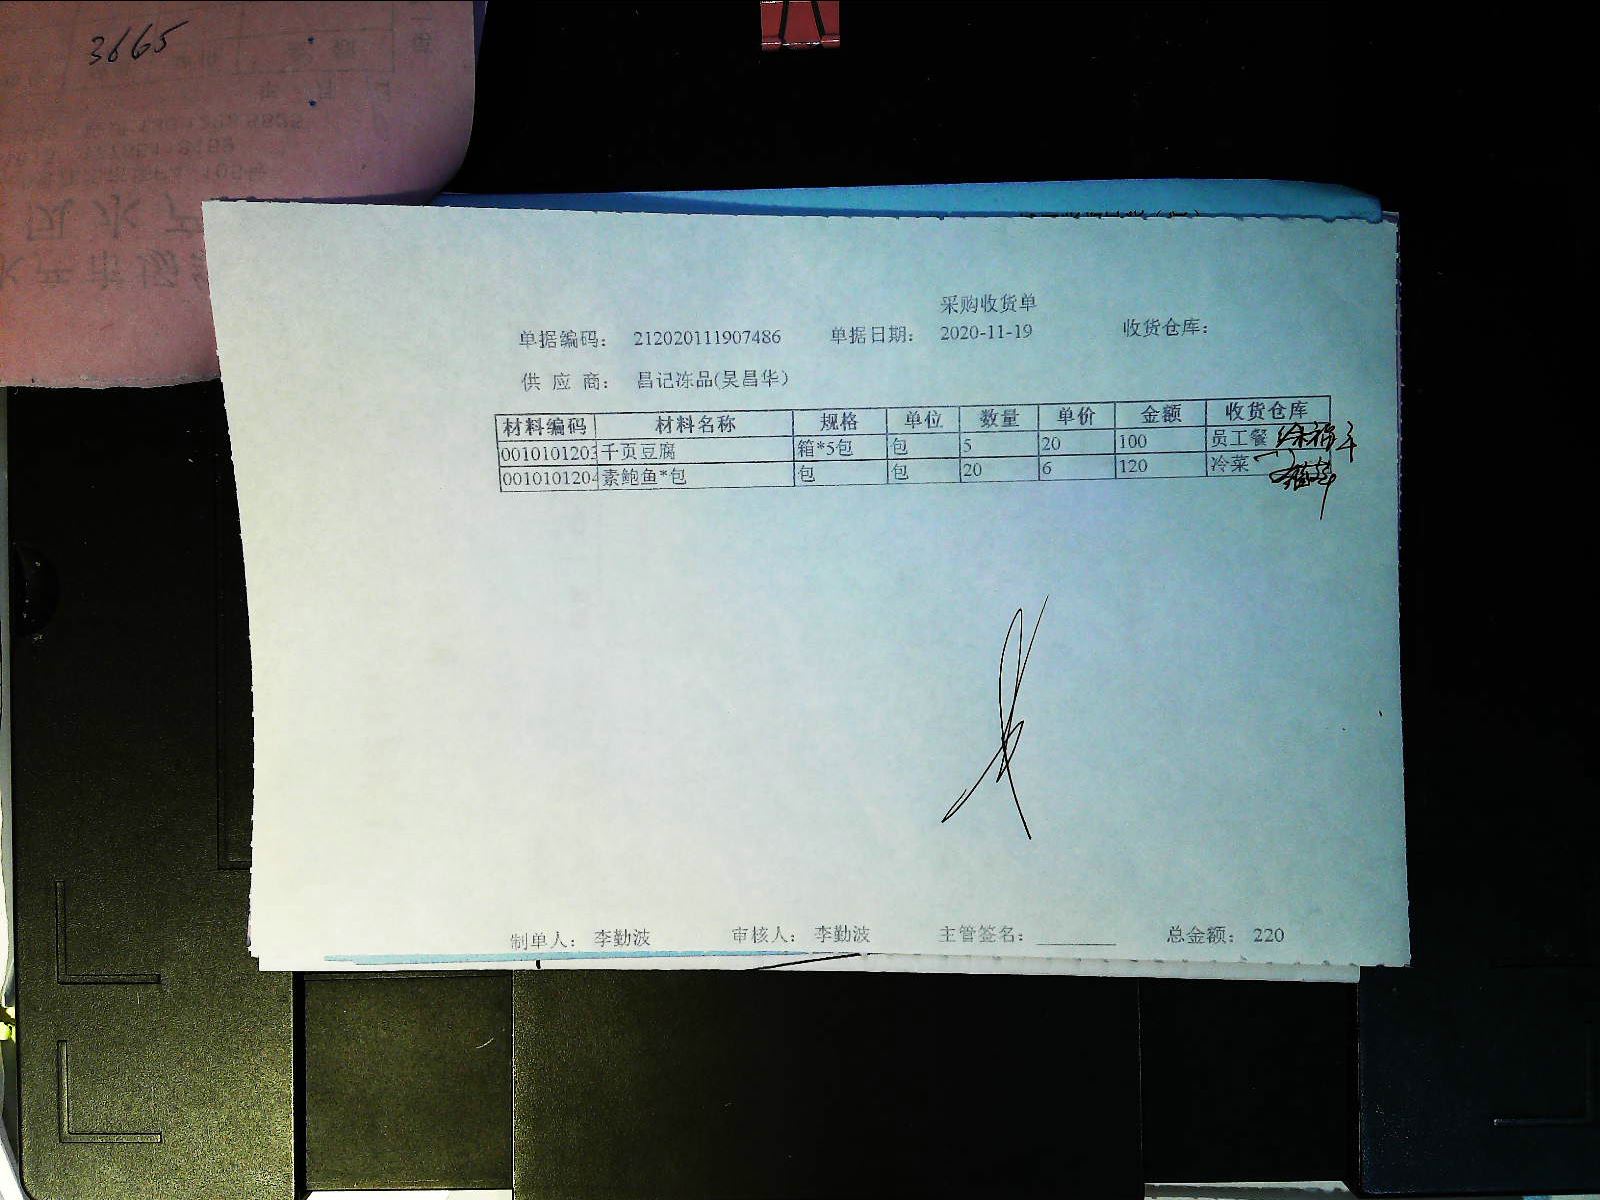 3665
采购收货单
单据编码： 212020111907486 单据日期： 2020-11-19 收货仓库：
供 应 商： 昌记冻品(吴昌华)
材料编码 材料名称 规格 单位 数量 单价 金额 收货仓库
0010101203 千页豆腐 箱*5包 包 5 20 100 员工餐
0010101204 素鲍鱼*包 包 包 20 6 120 冷菜
制单人： 李勤波 审核人： 李勤波 主管签名： ________ 总金额： 220